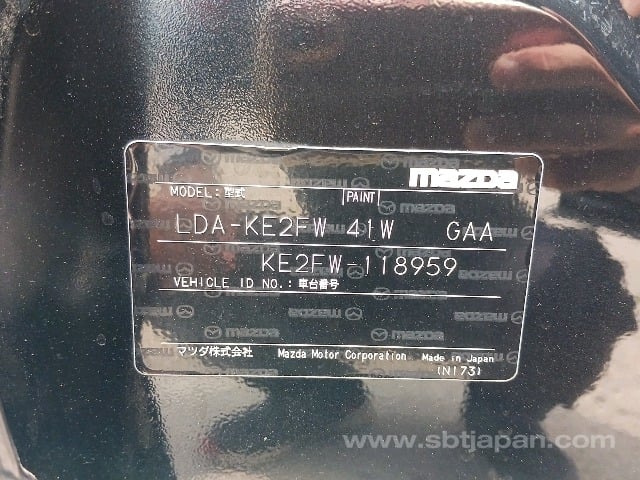 mazda
MODEL: 型式 PAINT
LDA-KE2FW 41W GAA
KE2FW-118959
VEHICLE ID NO.: 車台番号
マツダ株式会社 Mazda Motor Corporation Made in Japan
(N173)
www.sbtjapan.com